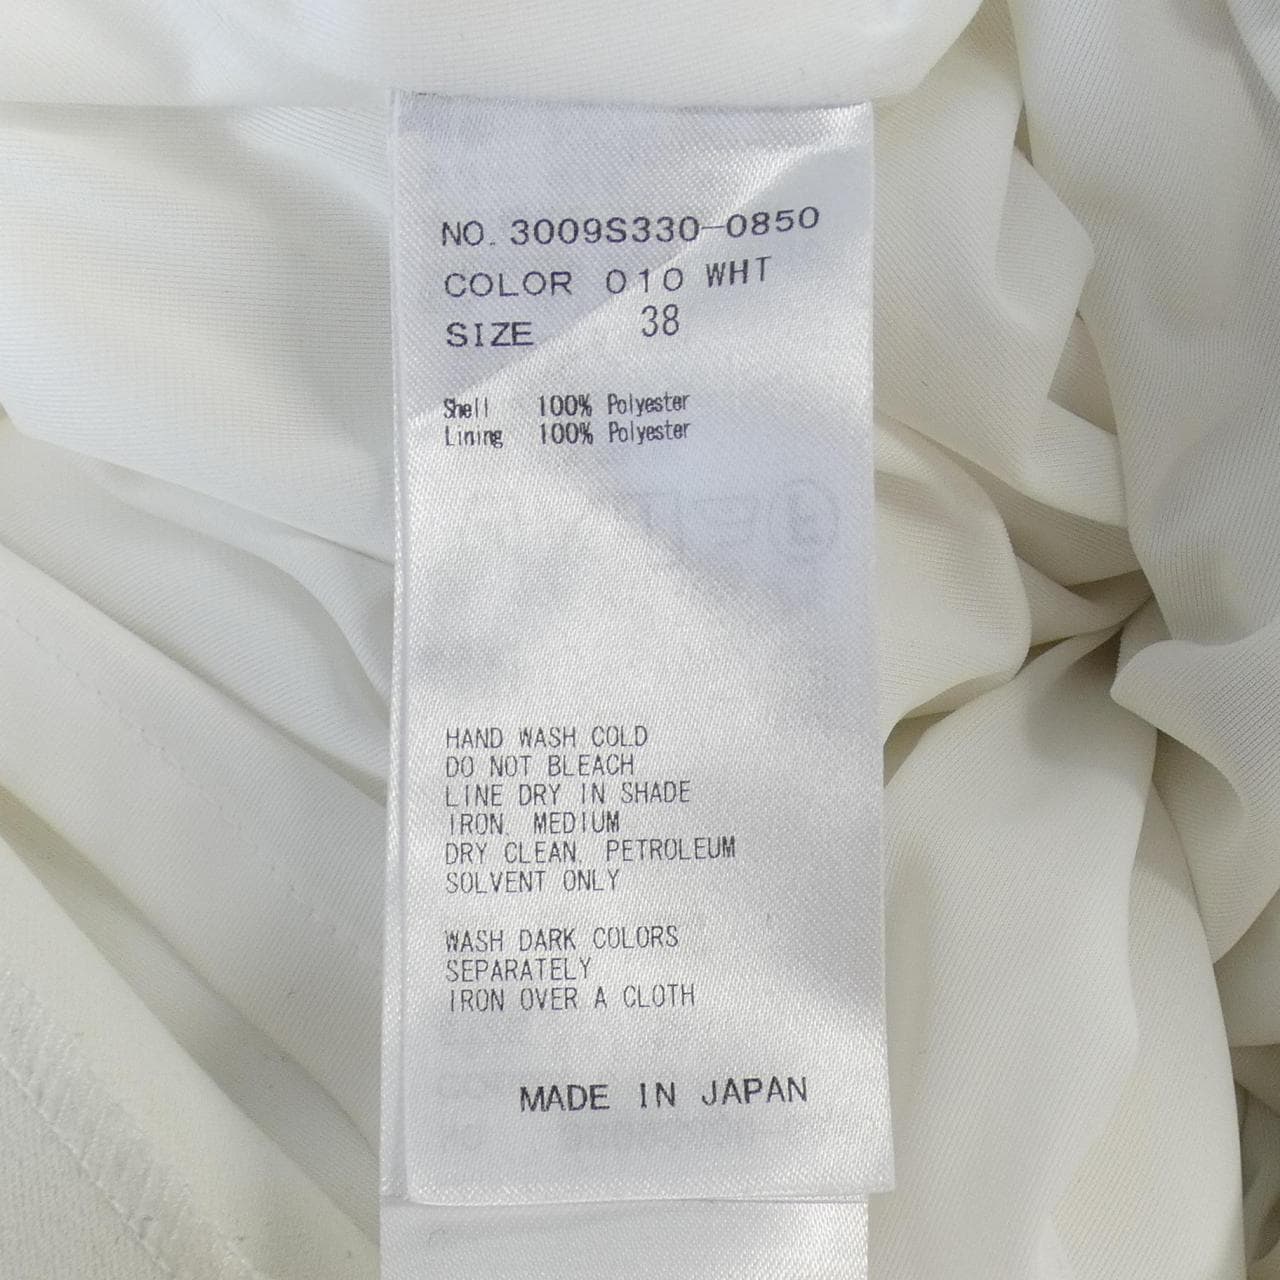 NO. 3009S330-0850
COLOR 010 WHT
SIZE 38
Shell 100% Polyester
Lining 100% Polyester
HAND WASH COLD
DO NOT BLEACH
LINE DRY IN SHADE
IRON, MEDIUM
DRY CLEAN, PETROLEUM
SOLVENT ONLY
WASH DARK COLORS
SEPARATELY
IRON OVER A CLOTH
MADE IN JAPAN